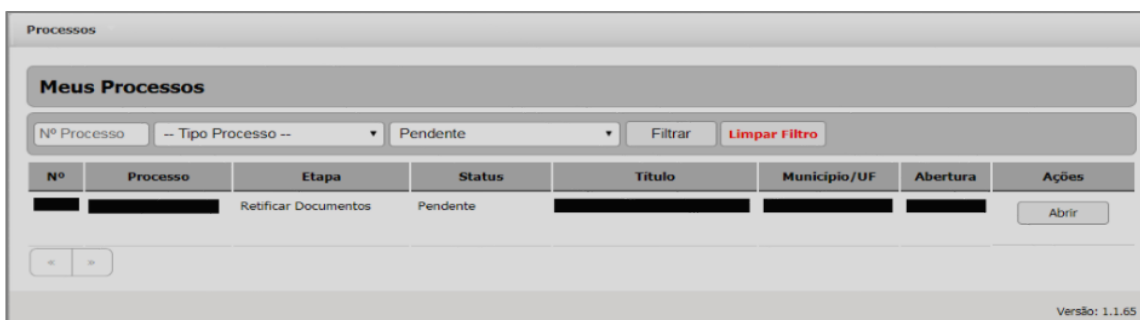 Processos
Meus Processos
Nº Processo -- Tipo Processo -- Pendente Filtrar Limpar Filtro
Nº Processo Etapa Status Título Município/UF Abertura Ações
Retificar Documentos Pendente Abrir
« »
Versão: 1.1.65